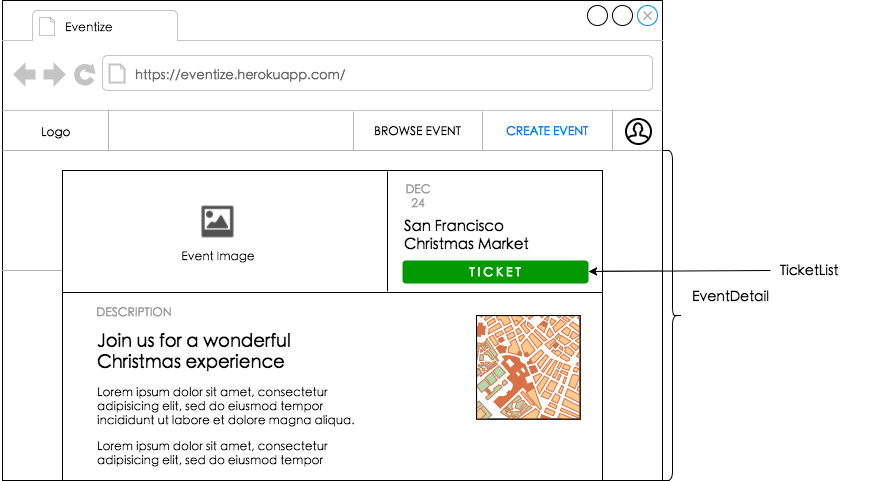 Eventize
https://eventize.herokuapp.com/
Logo
BROWSE EVENT
CREATE EVENT
DEC
24
San Francisco
Christmas Market
Event Image
TICKET
TicketList
EventDetail
DESCRIPTION
Join us for a wonderful
Christmas experience
Lorem ipsum dolor sit amet, consectetur
adipisicing elit, sed do eiusmod tempor
incididunt ut labore et dolore magna aliqua.
Lorem ipsum dolor sit amet, consectetur
adipisicing elit, sed do eiusmod tempor